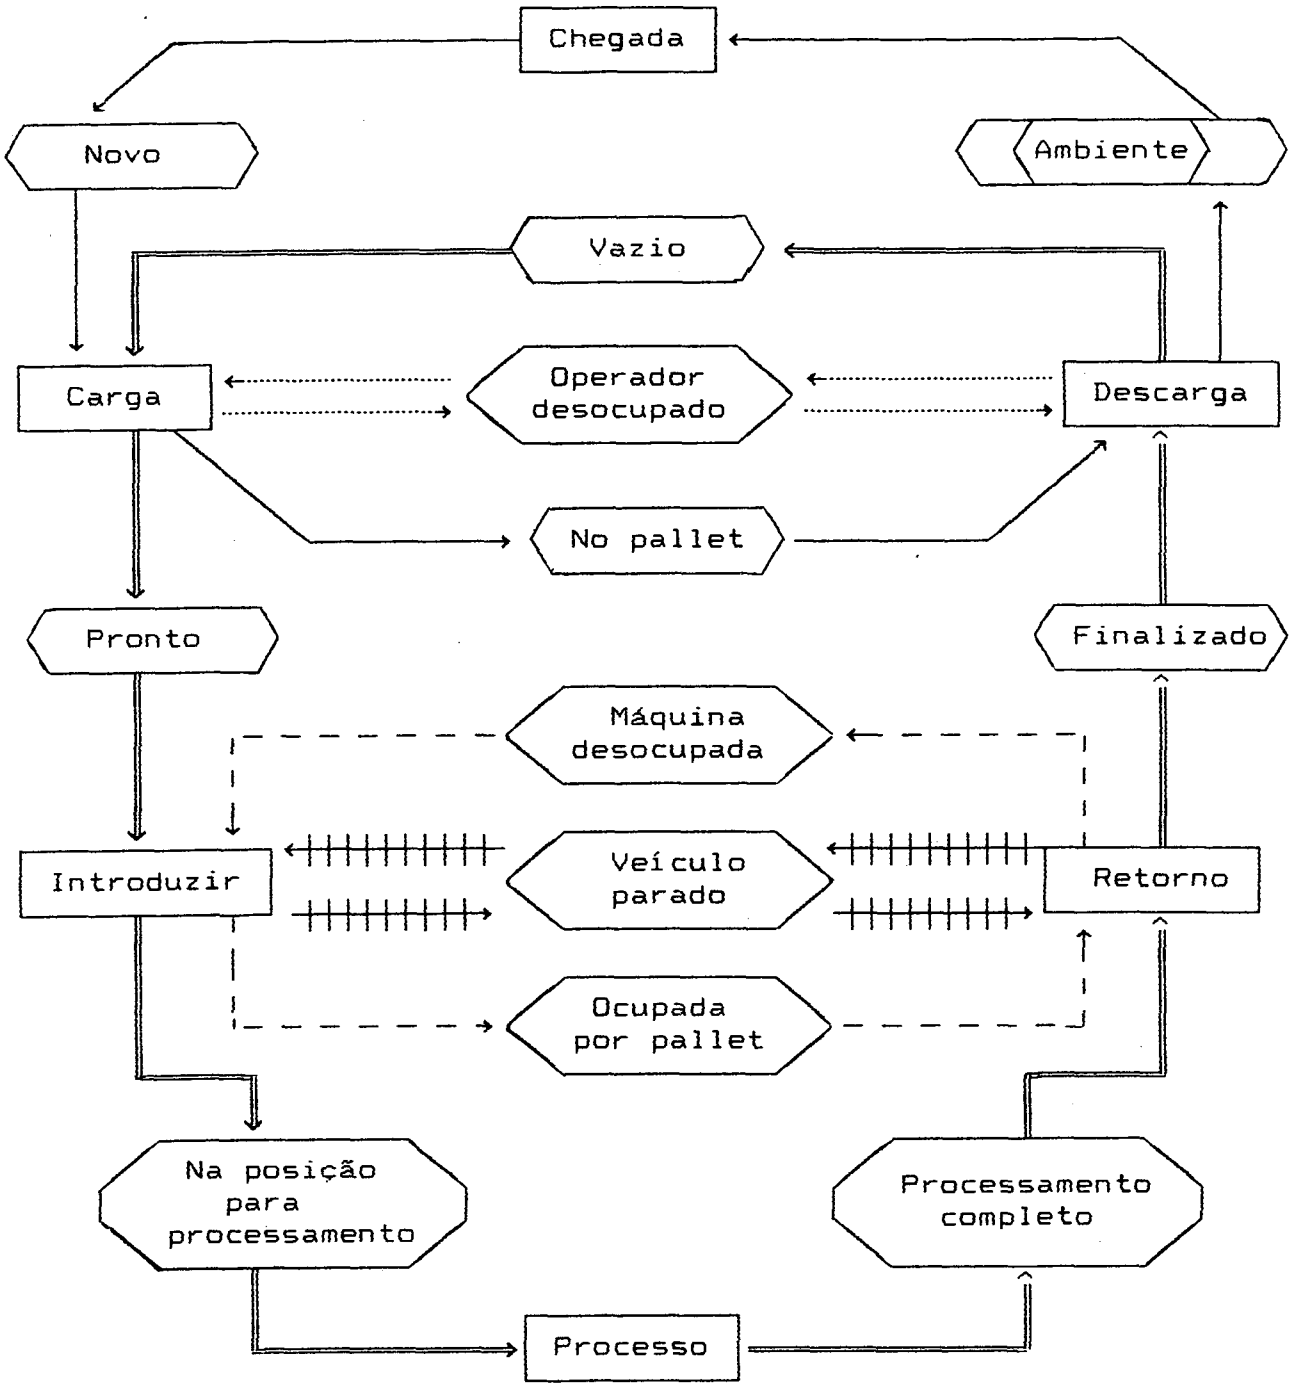 Chegada
Novo
Ambiente
Vazio
Carga
Operador
desocupado
Descarga
No pallet
Pronto
Finalizado
Máquina
desocupada
Introduzir
Veículo
parado
Retorno
Ocupada
por pallet
Na posição
para
processamento
Processamento
completo
Processo